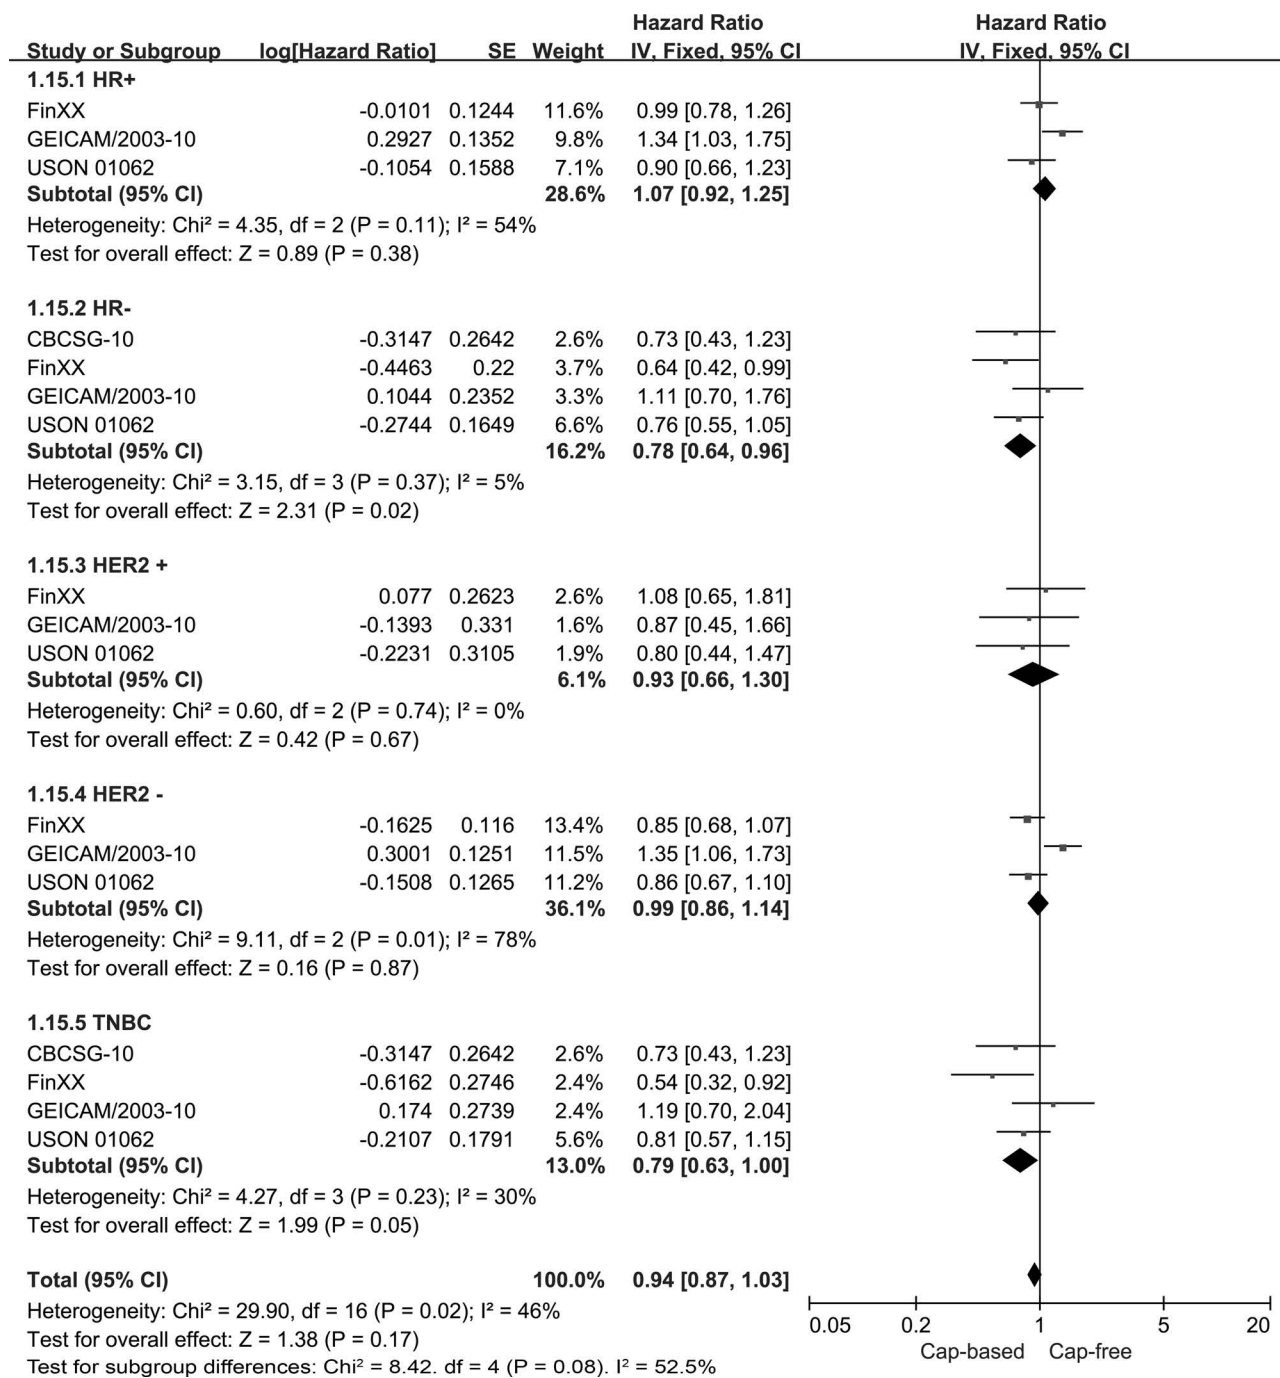 Hazard Ratio Hazard Ratio
Study or Subgroup log[Hazard Ratio] SE Weight IV, Fixed, 95% CI IV, Fixed, 95% CI
1.15.1 HR+
FinXX -0.0101 0.1244 11.6% 0.99 [0.78, 1.26]
GEICAM/2003-10 0.2927 0.1352 9.8% 1.34 [1.03, 1.75]
USON 01062 -0.1054 0.1588 7.1% 0.90 [0.66, 1.23]
Subtotal (95% CI) 28.6% 1.07 [0.92, 1.25]
Heterogeneity: Chi² = 4.35, df = 2 (P = 0.11); I² = 54%
Test for overall effect: Z = 0.89 (P = 0.38)
1.15.2 HR-
CBCSG-10 -0.3147 0.2642 2.6% 0.73 [0.43, 1.23]
FinXX -0.4463 0.22 3.7% 0.64 [0.42, 0.99]
GEICAM/2003-10 0.1044 0.2352 3.3% 1.11 [0.70, 1.76]
USON 01062 -0.2744 0.1649 6.6% 0.76 [0.55, 1.05]
Subtotal (95% CI) 16.2% 0.78 [0.64, 0.96]
Heterogeneity: Chi² = 3.15, df = 3 (P = 0.37); I² = 5%
Test for overall effect: Z = 2.31 (P = 0.02)
1.15.3 HER2 +
FinXX 0.077 0.2623 2.6% 1.08 [0.65, 1.81]
GEICAM/2003-10 -0.1393 0.331 1.6% 0.87 [0.45, 1.66]
USON 01062 -0.2231 0.3105 1.9% 0.80 [0.44, 1.47]
Subtotal (95% CI) 6.1% 0.93 [0.66, 1.30]
Heterogeneity: Chi² = 0.60, df = 2 (P = 0.74); I² = 0%
Test for overall effect: Z = 0.42 (P = 0.67)
1.15.4 HER2 -
FinXX -0.1625 0.116 13.4% 0.85 [0.68, 1.07]
GEICAM/2003-10 0.3001 0.1251 11.5% 1.35 [1.06, 1.73]
USON 01062 -0.1508 0.1265 11.2% 0.86 [0.67, 1.10]
Subtotal (95% CI) 36.1% 0.99 [0.86, 1.14]
Heterogeneity: Chi² = 9.11, df = 2 (P = 0.01); I² = 78%
Test for overall effect: Z = 0.16 (P = 0.87)
1.15.5 TNBC
CBCSG-10 -0.3147 0.2642 2.6% 0.73 [0.43, 1.23]
FinXX -0.6162 0.2746 2.4% 0.54 [0.32, 0.92]
GEICAM/2003-10 0.174 0.2739 2.4% 1.19 [0.70, 2.04]
USON 01062 -0.2107 0.1791 5.6% 0.81 [0.57, 1.15]
Subtotal (95% CI) 13.0% 0.79 [0.63, 1.00]
Heterogeneity: Chi² = 4.27, df = 3 (P = 0.23); I² = 30%
Test for overall effect: Z = 1.99 (P = 0.05)
Total (95% CI) 100.0% 0.94 [0.87, 1.03]
Heterogeneity: Chi² = 29.90, df = 16 (P = 0.02); I² = 46%
Test for overall effect: Z = 1.38 (P = 0.17)
Test for subgroup differences: Chi² = 8.42. df = 4 (P = 0.08). I² = 52.5%
0.05 0.2 1 5 20
Cap-based Cap-free